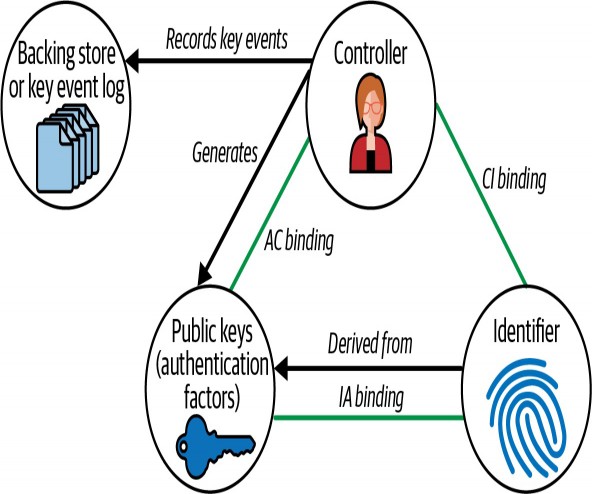 Backing store
or key event log
Records key events
Controller
Generates
AC binding
CI binding
Public keys
(authentication
factors)
Derived from
IA binding
Identifier